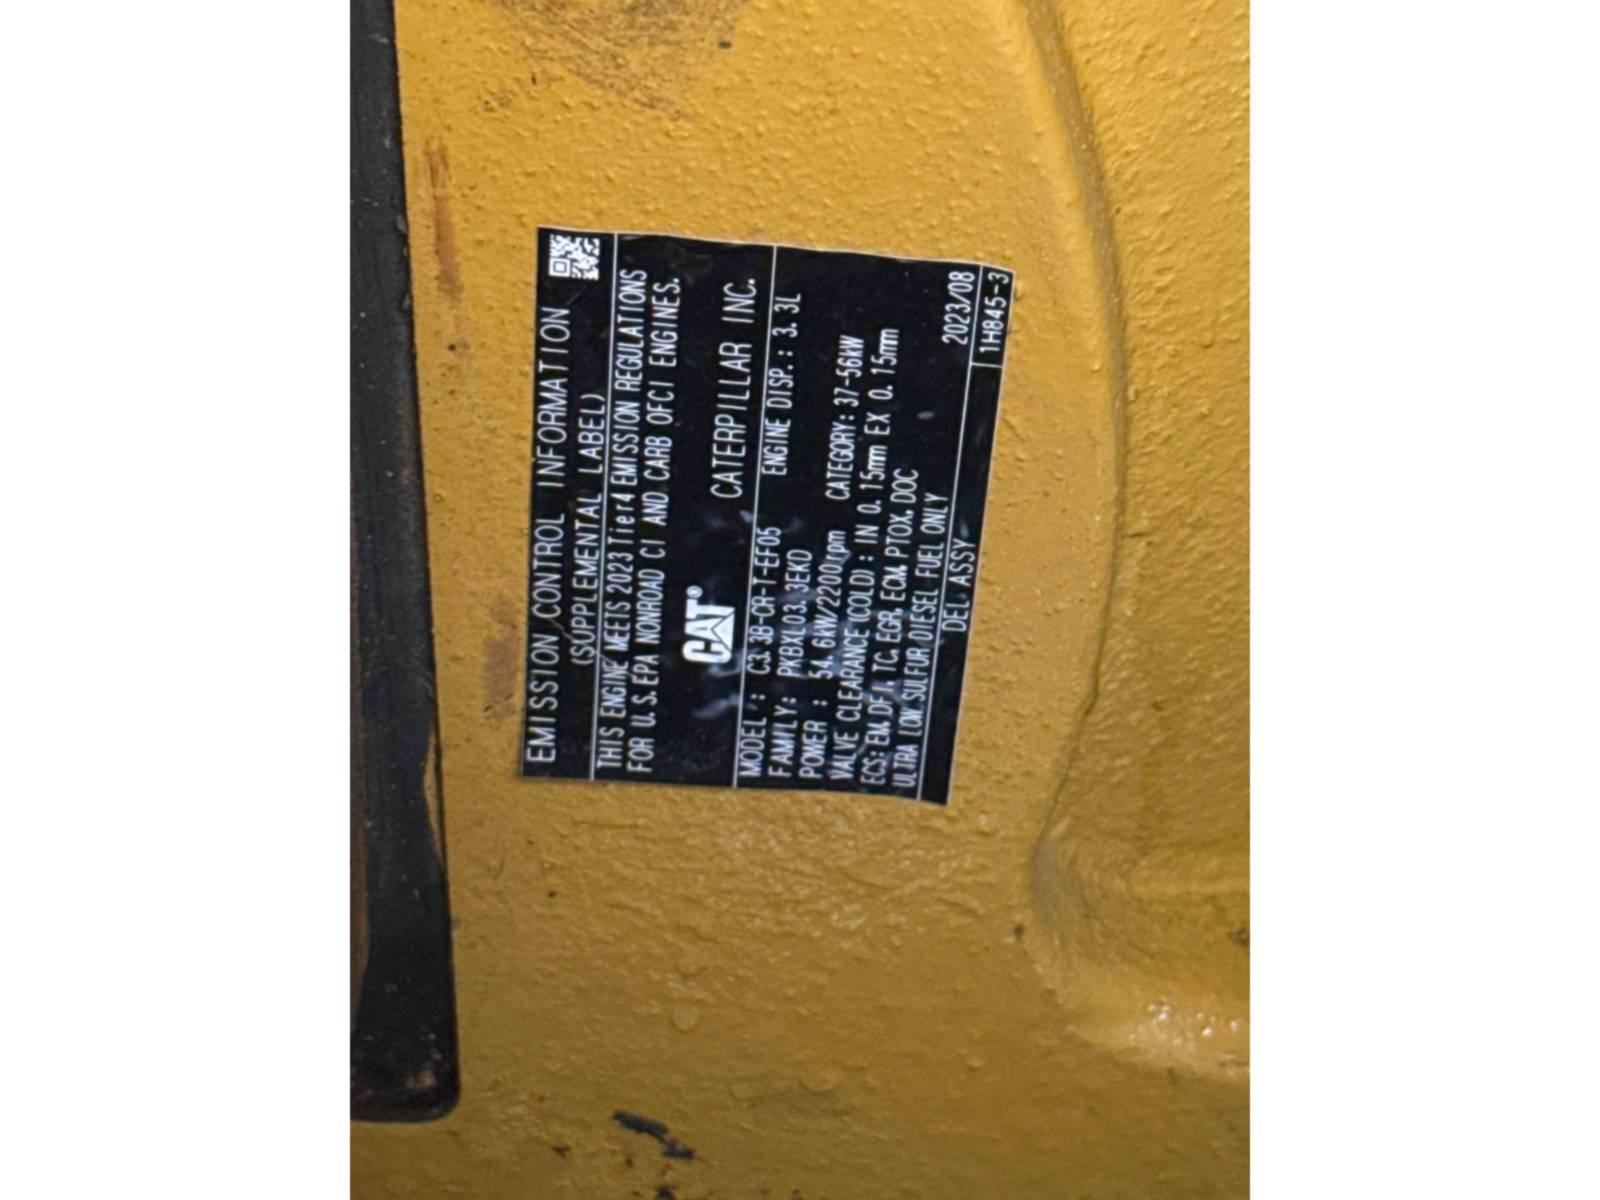 EMISSION CONTROL INFORMATION
(SUPPLEMENTAL LABEL)
THIS ENGINE MEETS 2023 Tier4 EMISSION REGULATIONS
FOR U.S. EPA NONROAD CI AND CARB OFCI ENGINES.
CAT® CATERPILLAR INC.
MODEL : C3.3B-CR-T-EF05 ENGINE DISP.: 3.3L
FAMILY: PKBXL03.3EKD
POWER : 54.6kW/2200rpm CATEGORY: 37-56kW
VALVE CLEARANCE (COLD) : IN 0.15mm EX 0.15mm
ECS: EM, DFI, TC, EGR, ECM, PTOX, DOC
ULTRA LOW SULFUR DIESEL FUEL ONLY
DEL ASSY 2023/08
1H845-3